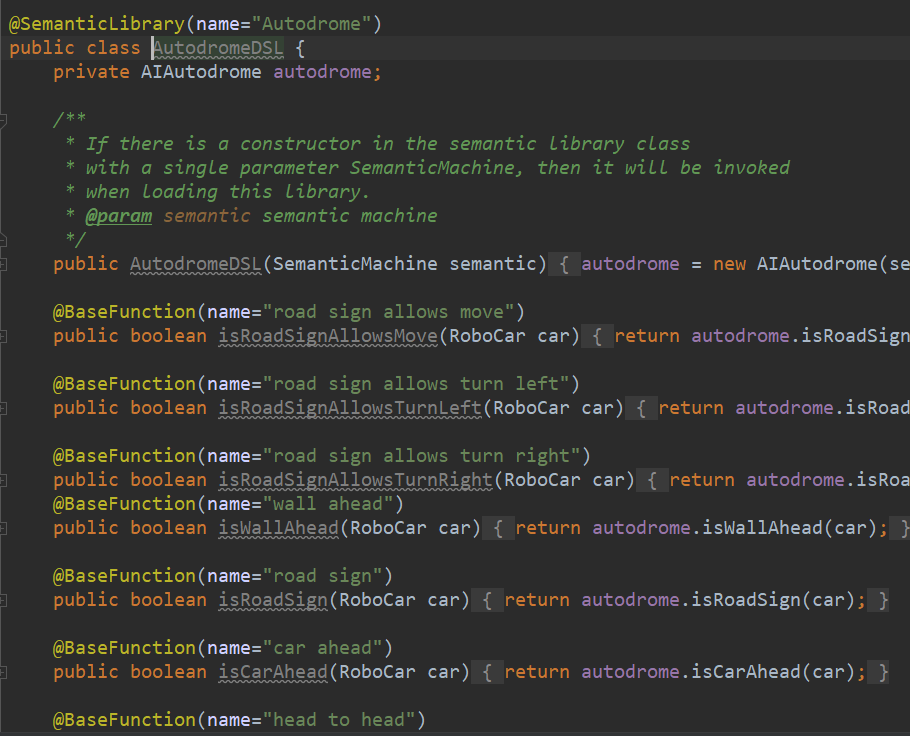 @SemanticLibrary(name="Autodrome")
public class AutodromeDSL {
    private AIAutodrome autodrome;
    /**
     * If there is a constructor in the semantic library class
     * with a single parameter SemanticMachine, then it will be invoked
     * when loading this library.
     * @param semantic semantic machine
     */
    public AutodromeDSL(SemanticMachine semantic) { autodrome = new AIAutodrome(se
    @BaseFunction(name="road sign allows move")
    public boolean isRoadSignAllowsMove(RoboCar car) { return autodrome.isRoadSign
    @BaseFunction(name="road sign allows turn left")
    public boolean isRoadSignAllowsTurnLeft(RoboCar car) { return autodrome.isRoad
    @BaseFunction(name="road sign allows turn right")
    public boolean isRoadSignAllowsTurnRight(RoboCar car) { return autodrome.isRoa
    @BaseFunction(name="wall ahead")
    public boolean isWallAhead(RoboCar car) { return autodrome.isWallAhead(car); }
    @BaseFunction(name="road sign")
    public boolean isRoadSign(RoboCar car) { return autodrome.isRoadSign(car); }
    @BaseFunction(name="car ahead")
    public boolean isCarAhead(RoboCar car) { return autodrome.isCarAhead(car); }
    @BaseFunction(name="head to head")